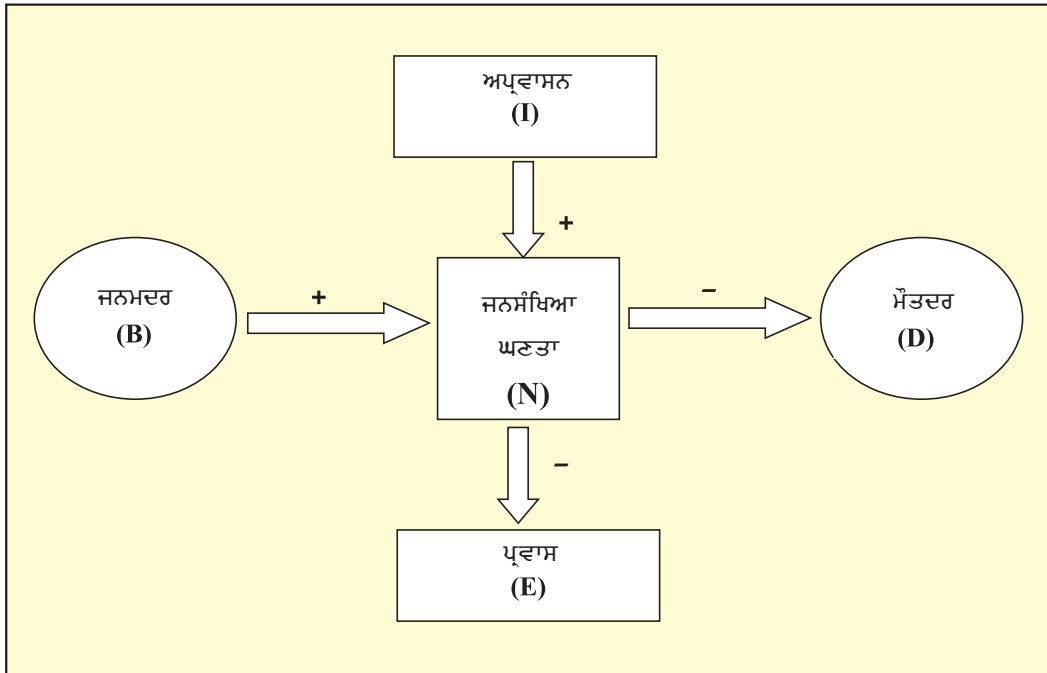 ਅਪ੍ਰਵਾਸਨ
(I)
+
ਜਨਮਦਰ
(B)
+
ਜਨਸੰਖਿਆ
ਘਣਤਾ
(N)
–
ਮੌਤਦਰ
(D)
–
ਪ੍ਰਵਾਸ
(E)